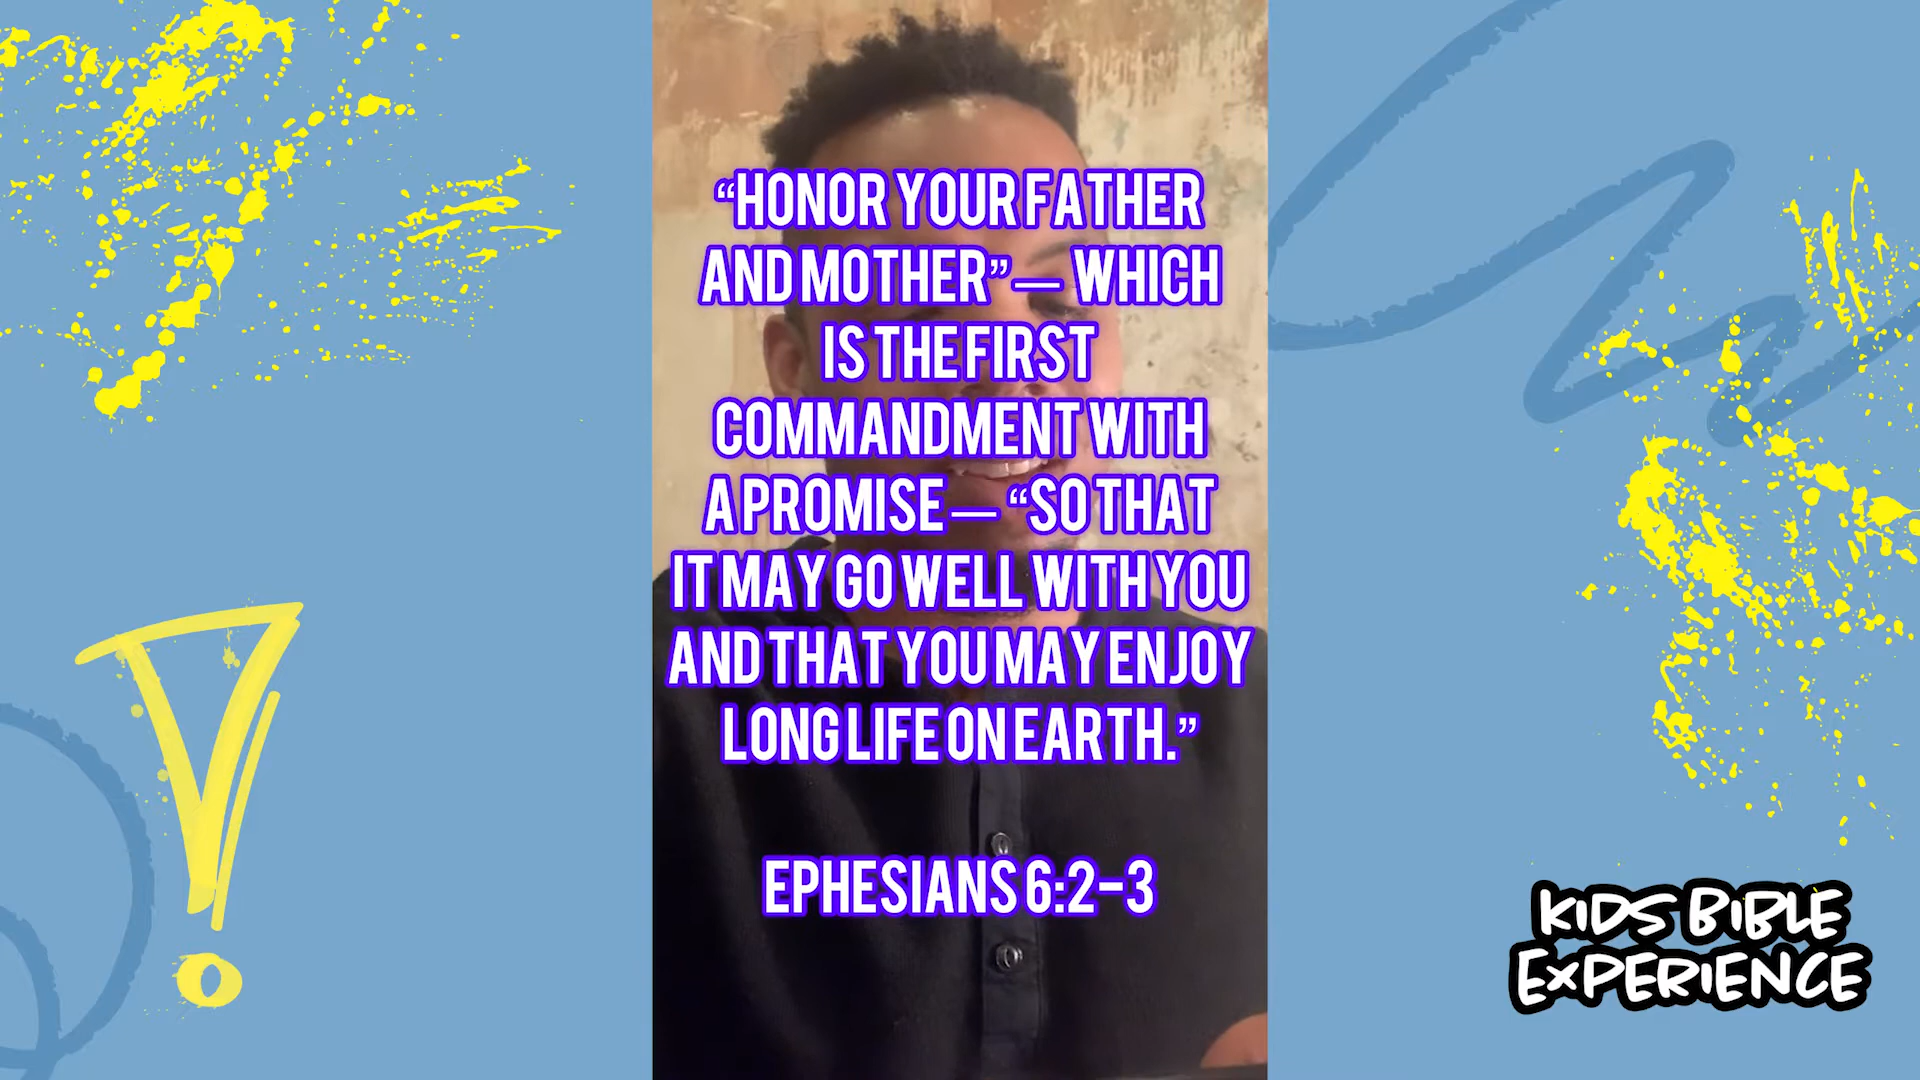 “HONOR YOUR FATHER
AND MOTHER”— WHICH
IS THE FIRST
COMMANDMENT WITH
A PROMISE — “SO THAT
IT MAY GO WELL WITH YOU
AND THAT YOU MAY ENJOY
LONG LIFE ON EARTH.”
EPHESIANS 6:2–3
KIDS BIBLE
EXPERIENCE